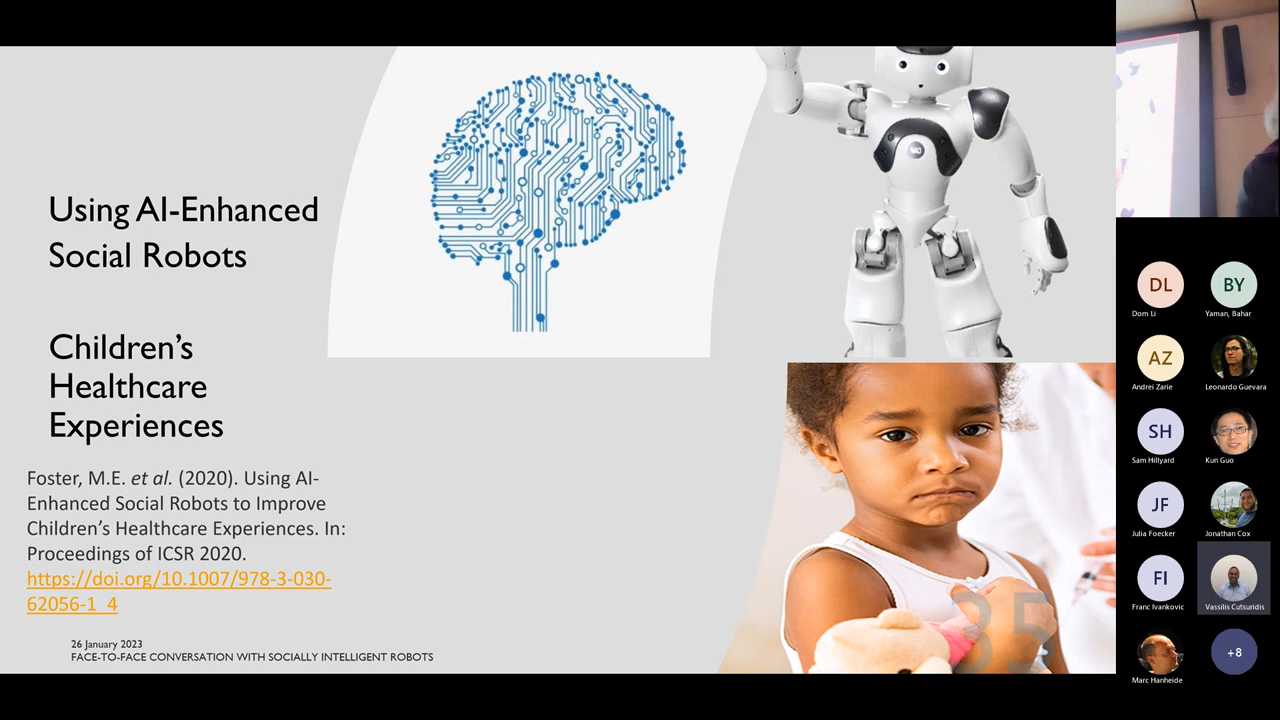 Using AI-Enhanced
Social Robots
Children's
Healthcare
Experiences
Foster, M.E. et al. (2020). Using AI-
Enhanced Social Robots to Improve
Children's Healthcare Experiences. In:
Proceedings of ICSR 2020.
https://doi.org/10.1007/978-3-030-
62056-1_4
26 January 2023
FACE-TO-FACE CONVERSATION WITH SOCIALLY INTELLIGENT ROBOTS
35
NAO
DL
BY
Dom Li
Yaman, Bahar
AZ
Andrei Zarie
Leonardo Guevara
SH
Sam Hillyard
Kun Guo
JF
Julia Foecker
Jonathan Cox
FI
Franc Ivankovic
Vassilis Cutsuridis
Marc Hanheide
+8